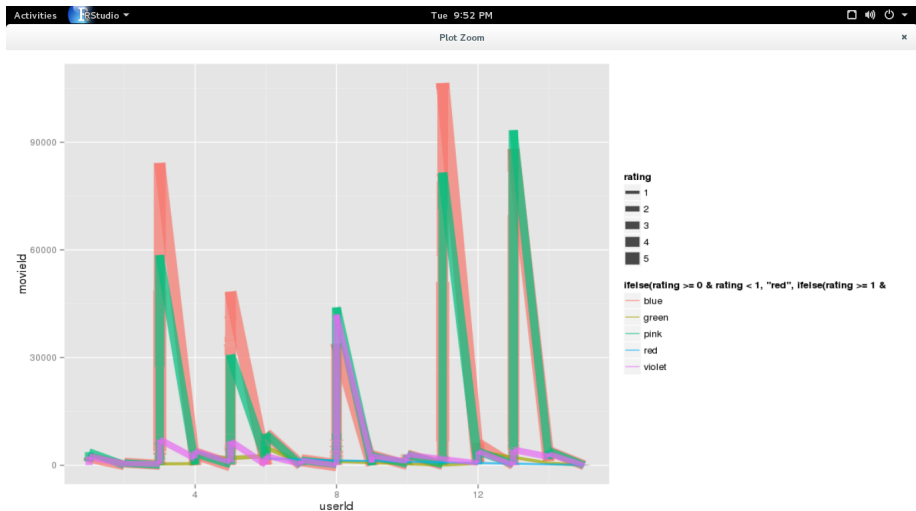 Activities RStudio Tue 9:52 PM
Plot Zoom ×
90000
60000
30000
0
movieId
4 8 12
userId
rating
1
2
3
4
5
ifelse(rating >= 0 & rating < 1, "red", ifelse(rating >= 1 &
blue
green
pink
red
violet